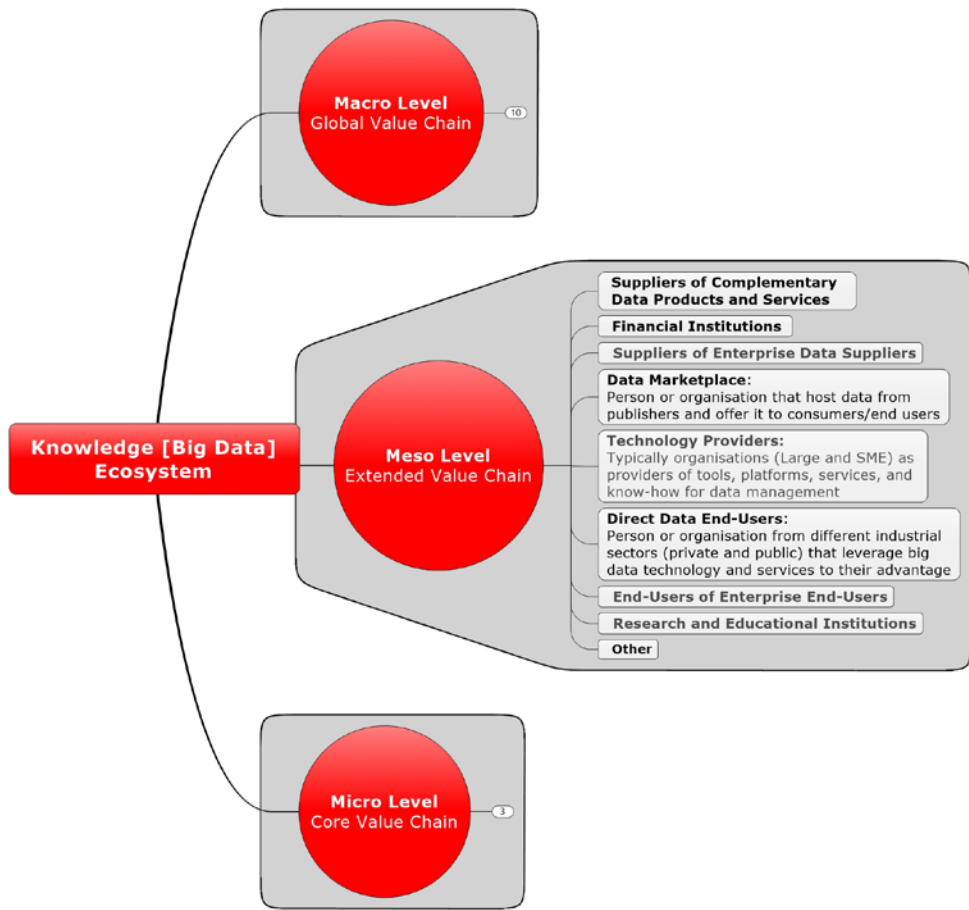 Macro Level
Global Value Chain
10
Suppliers of Complementary
Data Products and Services
Financial Institutions
Suppliers of Enterprise Data Suppliers
Data Marketplace:
Person or organisation that host data from
publishers and offer it to consumers/end users
Knowledge [Big Data]
Ecosystem
Meso Level
Extended Value Chain
Technology Providers:
Typically organisations (Large and SME) as
providers of tools, platforms, services, and
know-how for data management
Direct Data End-Users:
Person or organisation from different industrial
sectors (private and public) that leverage big
data technology and services to their advantage
End-Users of Enterprise End-Users
Research and Educational Institutions
Other
Micro Level
Core Value Chain
3